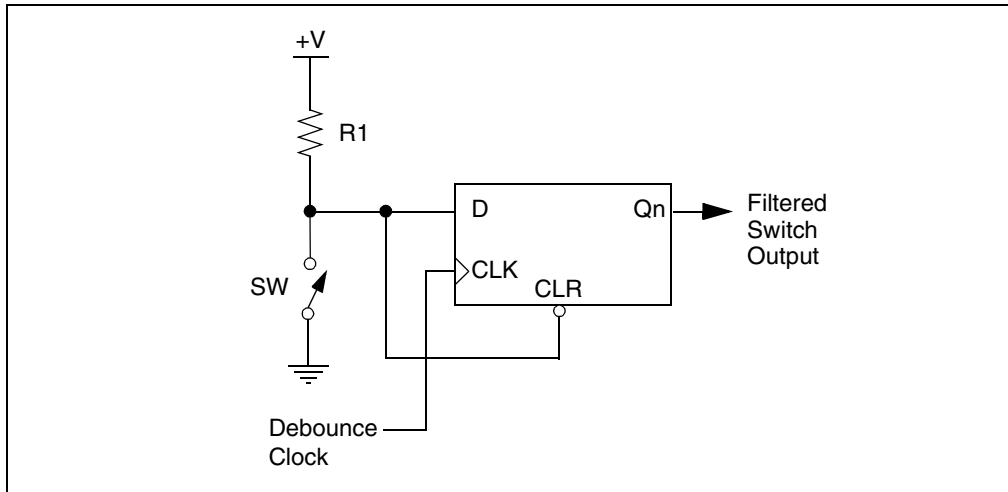 +V
R1
D
Qn
Filtered
Switch
Output
CLK
SW
CLR
Debounce
Clock